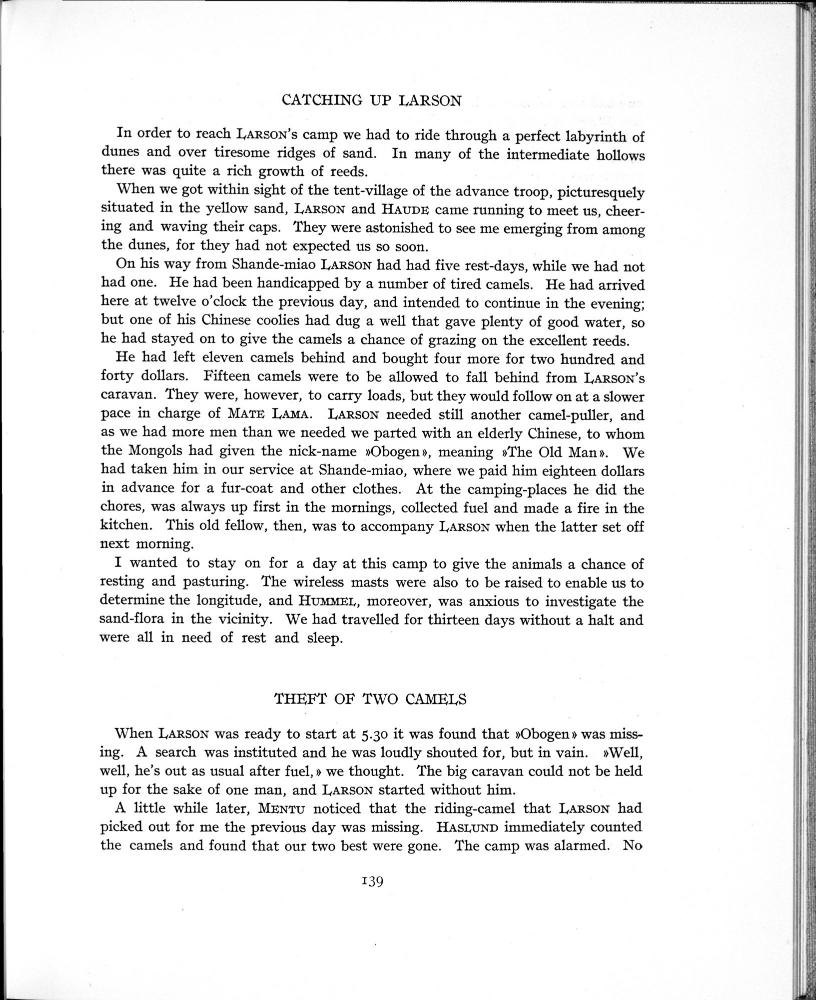 CATCHING UP LARSON
In order to reach LARSON's camp we had to ride through a perfect labyrinth of
dunes and over tiresome ridges of sand. In many of the intermediate hollows
there was quite a rich growth of reeds.
When we got within sight of the tent-village of the advance troop, picturesquely
situated in the yellow sand, LARSON and HAUDE came running to meet us, cheer-
ing and waving their caps. They were astonished to see me emerging from among
the dunes, for they had not expected us so soon.
On his way from Shande-miao LARSON had had five rest-days, while we had not
had one. He had been handicapped by a number of tired camels. He had arrived
here at twelve o'clock the previous day, and intended to continue in the evening;
but one of his Chinese coolies had dug a well that gave plenty of good water, so
he had stayed on to give the camels a chance of grazing on the excellent reeds.
He had left eleven camels behind and bought four more for two hundred and
forty dollars. Fifteen camels were to be allowed to fall behind from LARSON's
caravan. They were, however, to carry loads, but they would follow on at a slower
pace in charge of MATE LAMA. LARSON needed still another camel-puller, and
as we had more men than we needed we parted with an elderly Chinese, to whom
the Mongols had given the nick-name »Obogen», meaning »The Old Man». We
had taken him in our service at Shande-miao, where we paid him eighteen dollars
in advance for a fur-coat and other clothes. At the camping-places he did the
chores, was always up first in the mornings, collected fuel and made a fire in the
kitchen. This old fellow, then, was to accompany LARSON when the latter set off
next morning.
I wanted to stay on for a day at this camp to give the animals a chance of
resting and pasturing. The wireless masts were also to be raised to enable us to
determine the longitude, and HUMMEL, moreover, was anxious to investigate the
sand-flora in the vicinity. We had travelled for thirteen days without a halt and
were all in need of rest and sleep.
THEFT OF TWO CAMELS
When LARSON was ready to start at 5.30 it was found that »Obogen» was miss-
ing. A search was instituted and he was loudly shouted for, but in vain. »Well,
well, he's out as usual after fuel,» we thought. The big caravan could not be held
up for the sake of one man, and LARSON started without him.
A little while later, MENTU noticed that the riding-camel that LARSON had
picked out for me the previous day was missing. HASLUND immediately counted
the camels and found that our two best were gone. The camp was alarmed. No
139